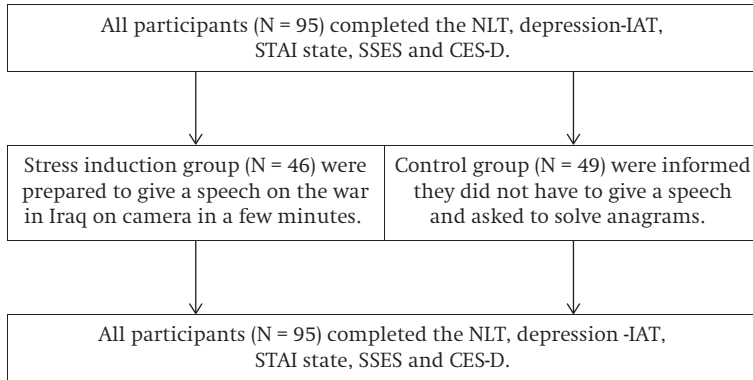 All participants (N = 95) completed the NLT, depression-IAT,
STAI state, SSES and CES-D.
Stress induction group (N = 46) were
prepared to give a speech on the war
in Iraq on camera in a few minutes.
Control group (N = 49) were informed
they did not have to give a speech
and asked to solve anagrams.
All participants (N = 95) completed the NLT, depression -IAT,
STAI state, SSES and CES-D.